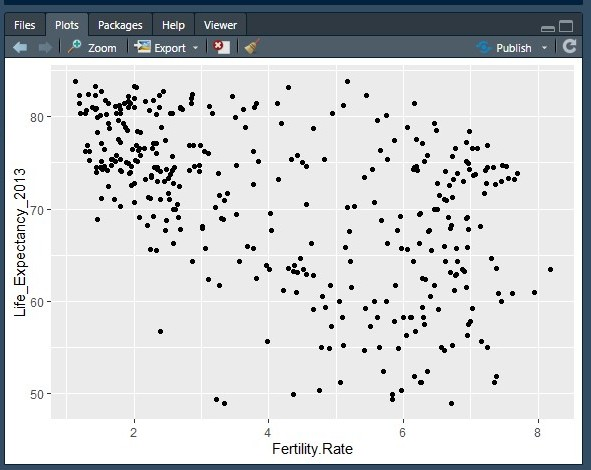 Files Plots Packages Help Viewer
Zoom Export Publish
80
70
60
50
Life_Expectancy_2013
2 4 6 8
Fertility.Rate